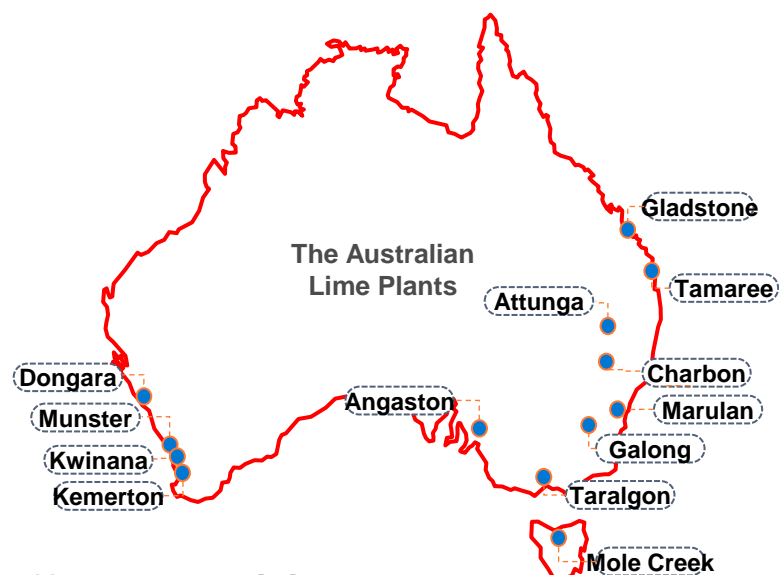 Gladstone
The Australian
Lime Plants
Tamaree
Attunga
Charbon
Dongara
Angaston
Marulan
Munster
Galong
Kwinana
Kemerton
Taralgon
Mole Creek